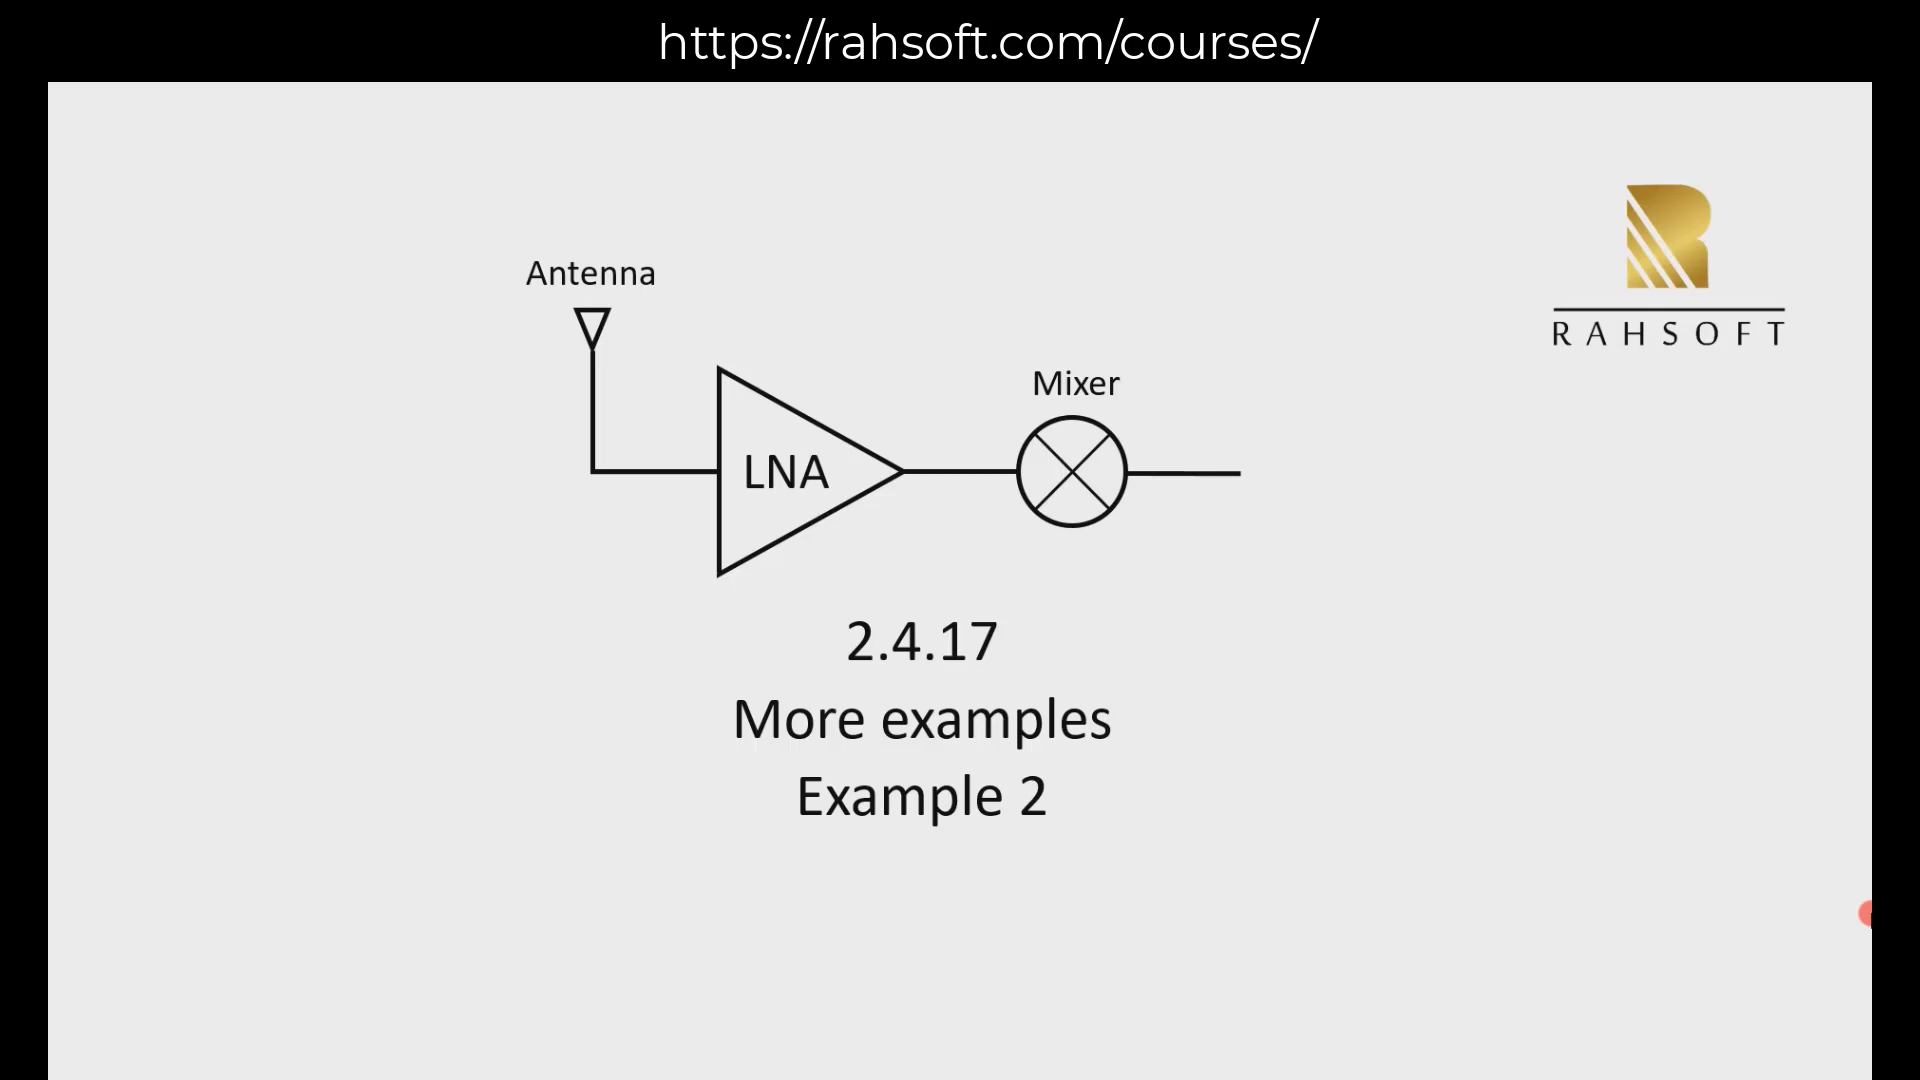 https://rahsoft.com/courses/
Antenna
RAHSOFT
Mixer
LNA
2.4.17
More examples
Example 2